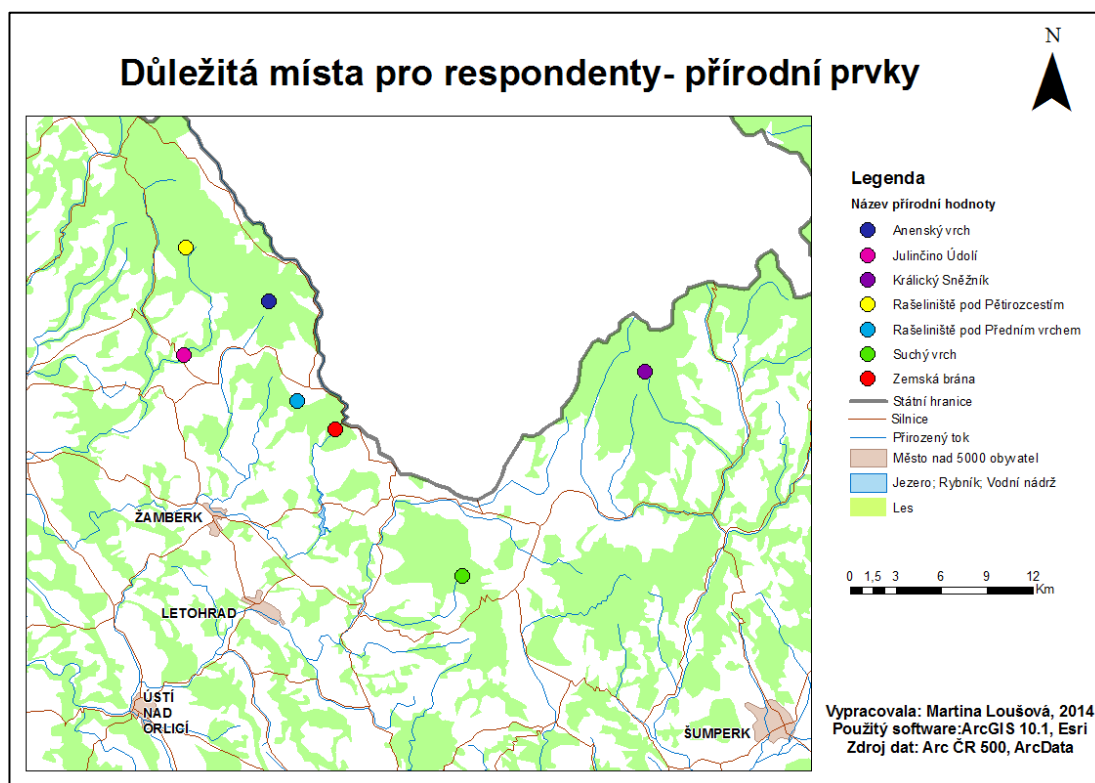 N
Důležitá místa pro respondenty- přírodní prvky
Legenda
Název přírodní hodnoty
Anenský vrch
Julinčino Údolí
Králický Sněžník
Rašeliniště pod Pětirozcestím
Rašeliniště pod Předním vrchem
Suchý vrch
Zemská brána
Státní hranice
Silnice
Přirozený tok
Město nad 5000 obyvatel
Jezero; Rybník; Vodní nádrž
Les
0 1,5 3 6 9 12
Km
ŽAMBERK
LETOHRAD
ÚSTÍ
NAD
ORLICÍ
ŠUMPERK
Vypracovala: Martina Loušová, 2014
Použitý software:ArcGIS 10.1, Esri
Zdroj dat: Arc ČR 500, ArcData